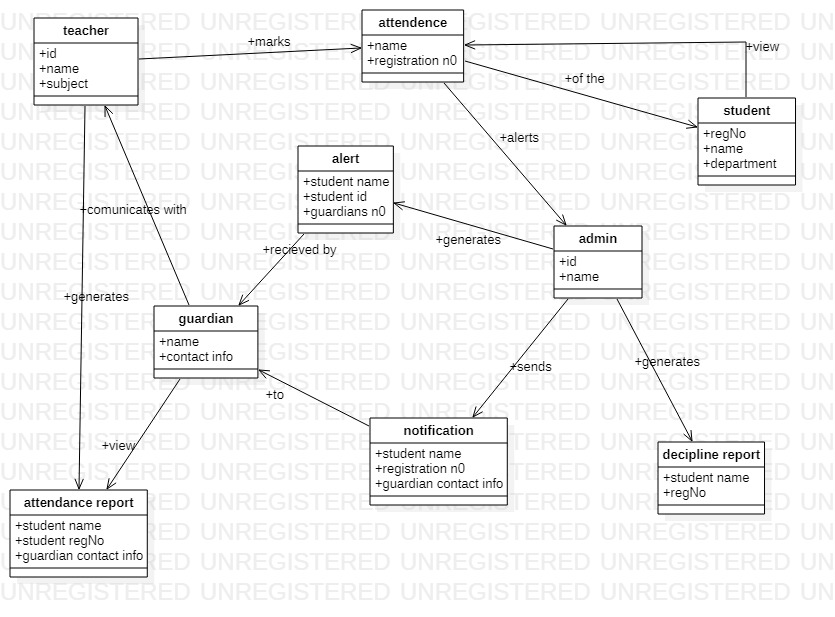 teacher
+id
+name
+subject
+marks
attendence
+name
+registration n0
+view
+of the
student
+regNo
+name
+department
+alerts
alert
+student name
+student id
+guardians n0
+comunicates with
+generates
admin
+id
+name
+recieved by
+generates
guardian
+name
+contact info
+sends
+generates
+to
notification
+student name
+registration n0
+guardian contact info
+view
decipline report
+student name
+regNo
attendance report
+student name
+student regNo
+guardian contact info
UNREGISTERED